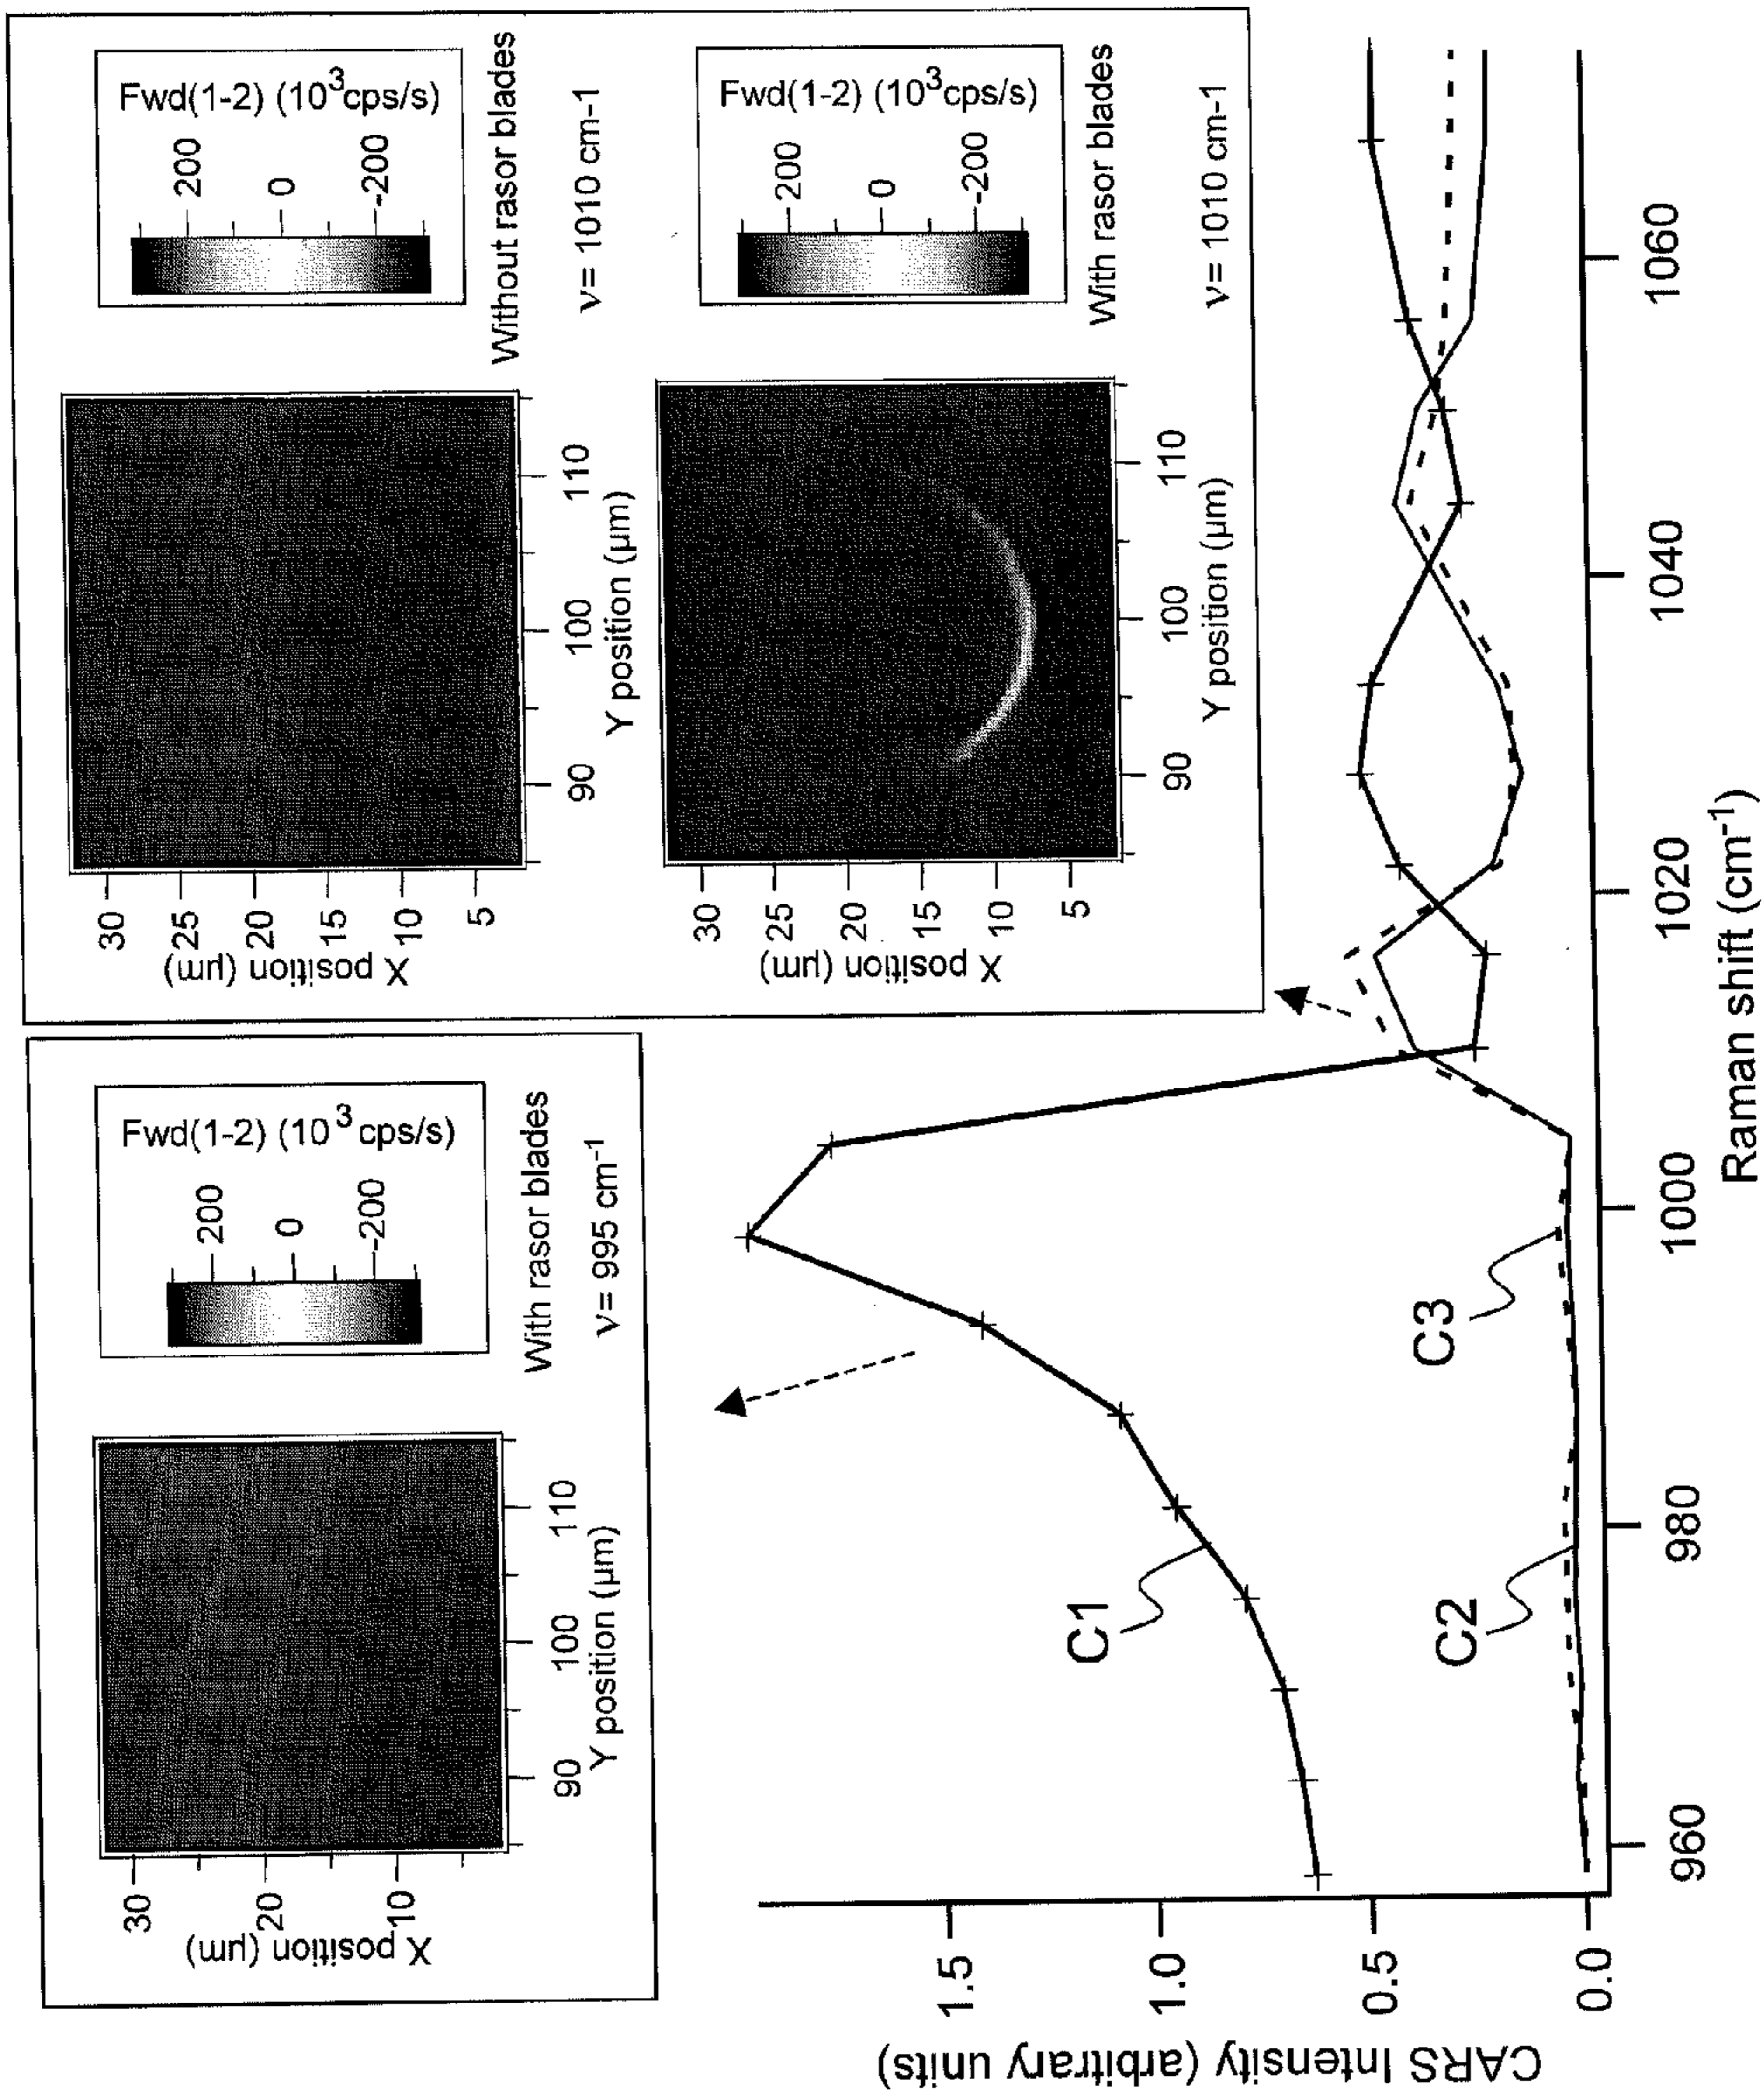 30
20
10
X position (µm)
90
100
110
Y position (µm)
Fwd(1-2) (10³ cps/s)
200
0
-200
With rasor blades
ν= 995 cm⁻¹
30
25
20
15
10
5
X position (µm)
90
100
110
Y position (µm)
Fwd(1-2) (10³cps/s)
200
0
-200
Without rasor blades
ν= 1010 cm-1
30
25
20
15
10
5
X position (µm)
90
100
110
Y position (µm)
Fwd(1-2) (10³cps/s)
200
0
-200
With rasor blades
ν= 1010 cm-1
CARS Intensity (arbitrary units)
1.5
1.0
0.5
0.0
C1
C2
C3
960
980
1000
1020
1040
1060
Raman shift (cm⁻¹)